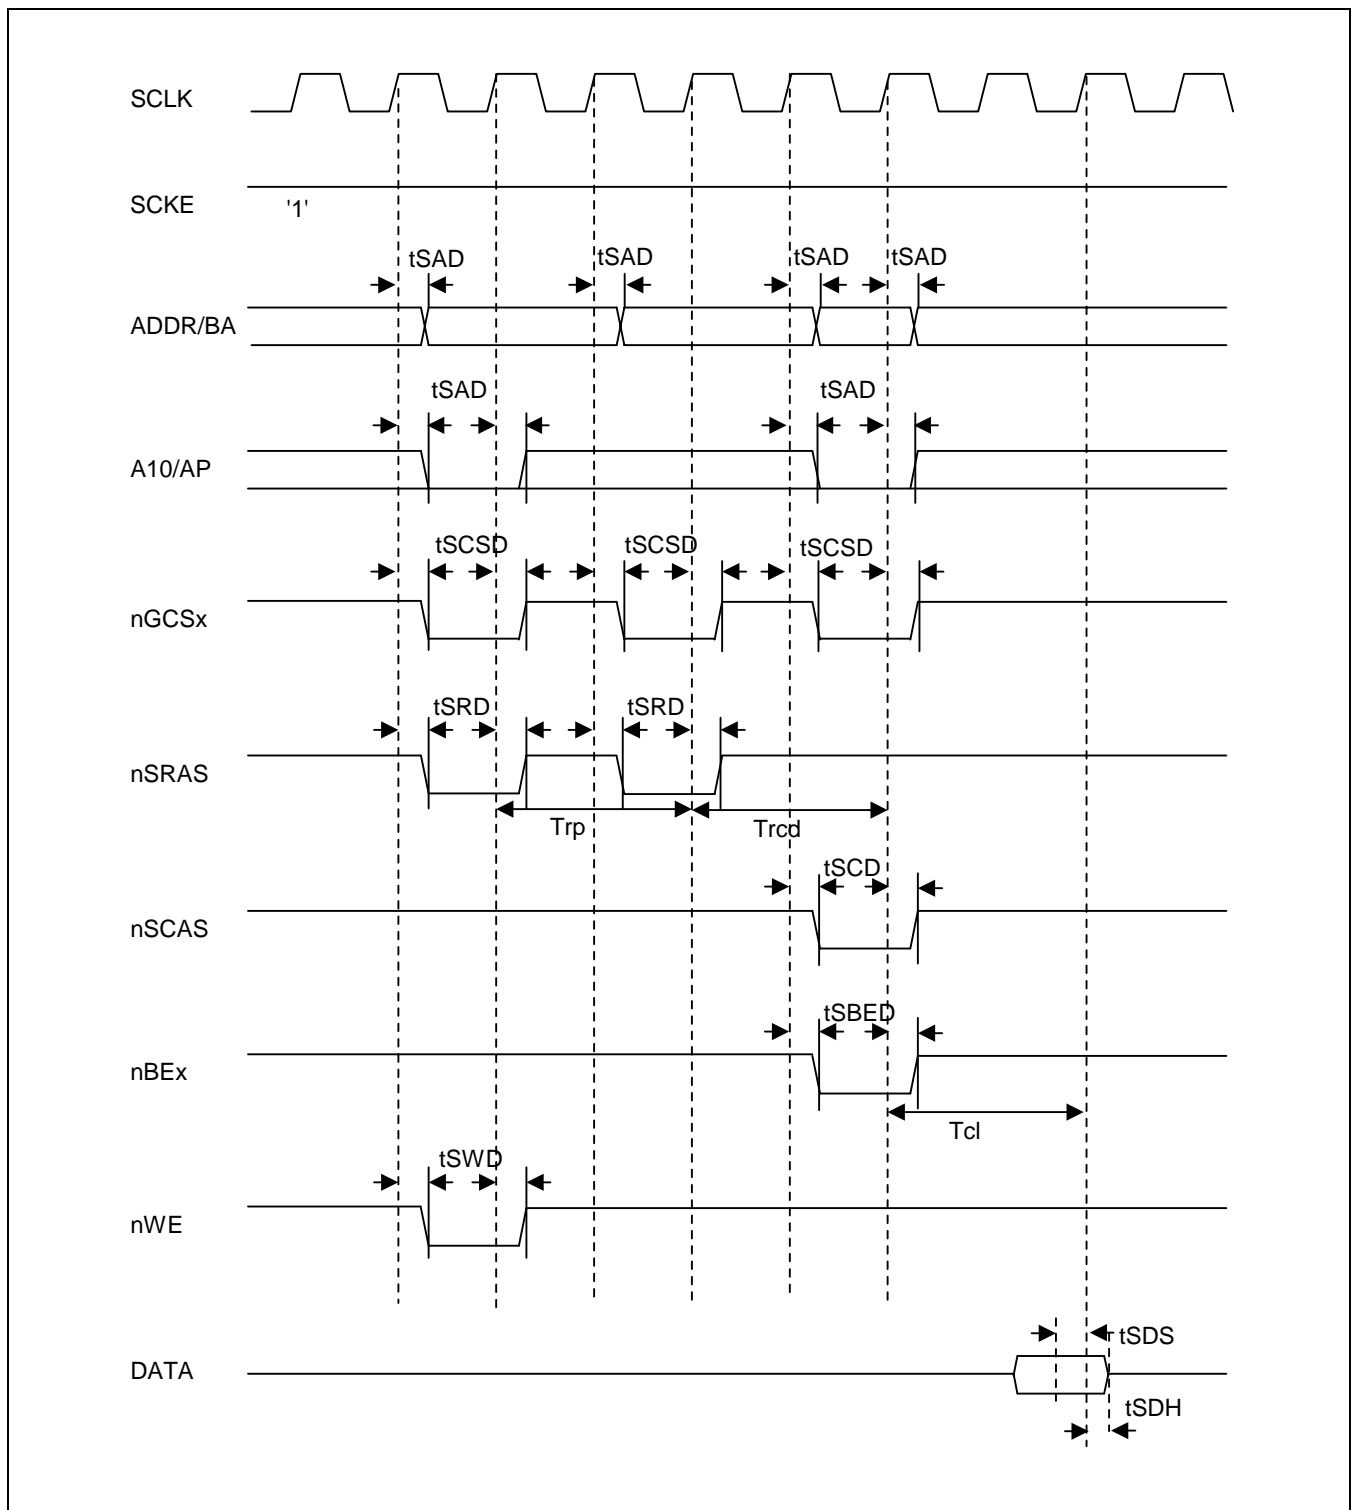 SCLK
SCKE
'1'
tSAD
tSAD
tSAD
tSAD
ADDR/BA
tSAD
tSAD
A10/AP
tSCSD
tSCSD
tSCSD
nGCSx
tSRD
tSRD
nSRAS
Trp
Trcd
tSCD
nSCAS
tSBED
nBEx
Tcl
tSWD
nWE
tSDS
DATA
tSDH